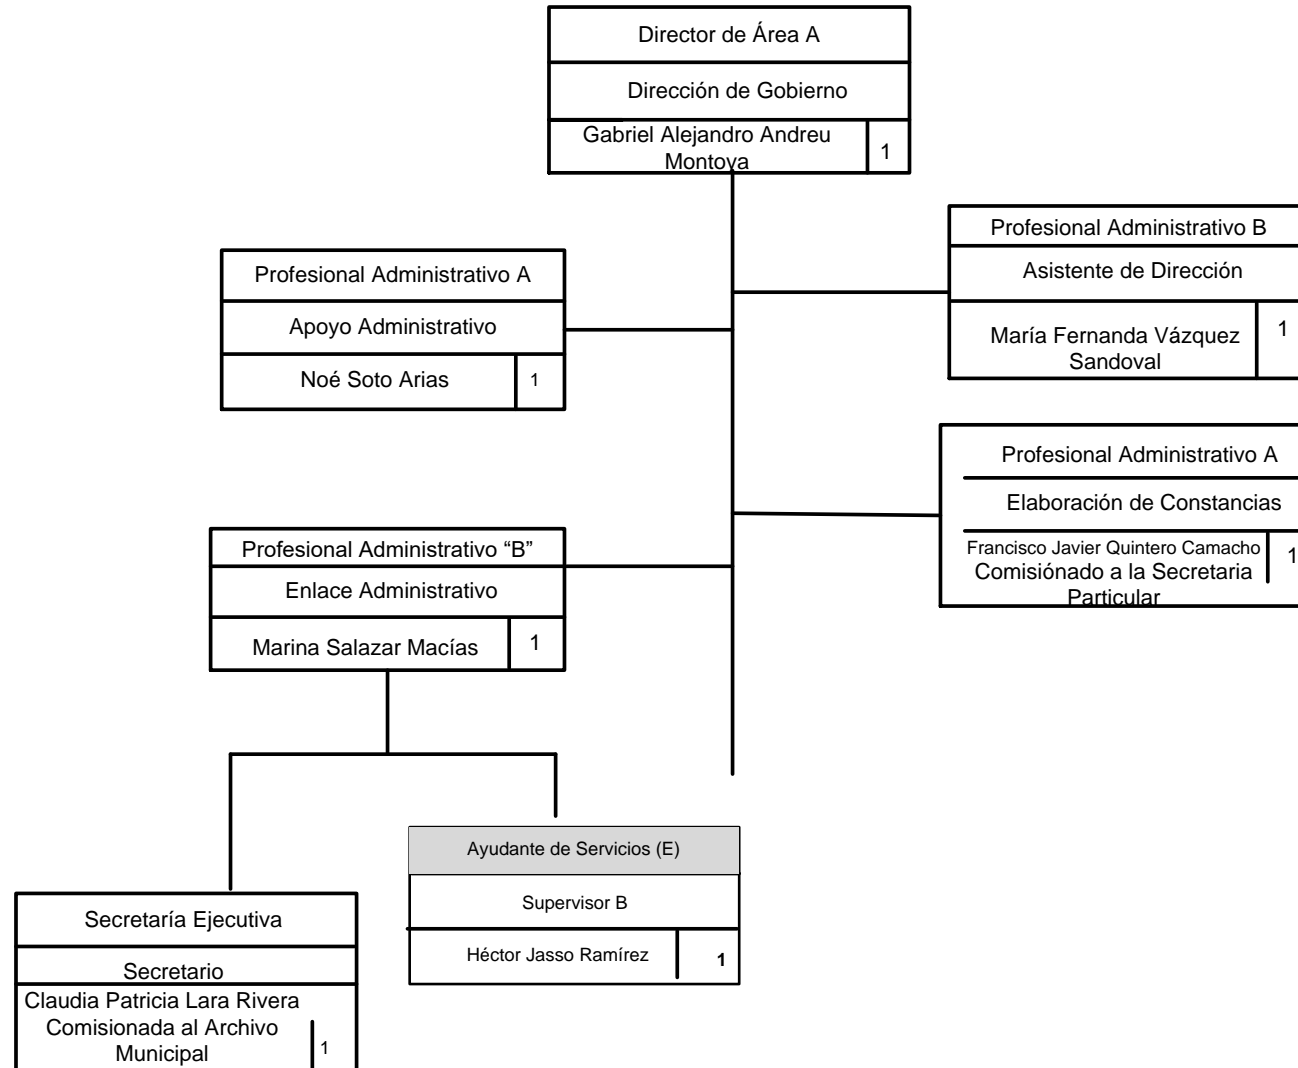 Director de Área A
Dirección de Gobierno
Gabriel Alejandro Andreu
Montoya
1
Profesional Administrativo B
Asistente de Dirección
María Fernanda Vázquez
Sandoval
1
Profesional Administrativo A
Apoyo Administrativo
Noé Soto Arias
1
Profesional Administrativo A
Elaboración de Constancias
Francisco Javier Quintero Camacho
Comisiónado a la Secretaria
Particular
1
Profesional Administrativo “B”
Enlace Administrativo
Marina Salazar Macías
1
Ayudante de Servicios (E)
Supervisor B
Héctor Jasso Ramírez
1
Secretaría Ejecutiva
Secretario
Claudia Patricia Lara Rivera
Comisionada al Archivo
Municipal
1